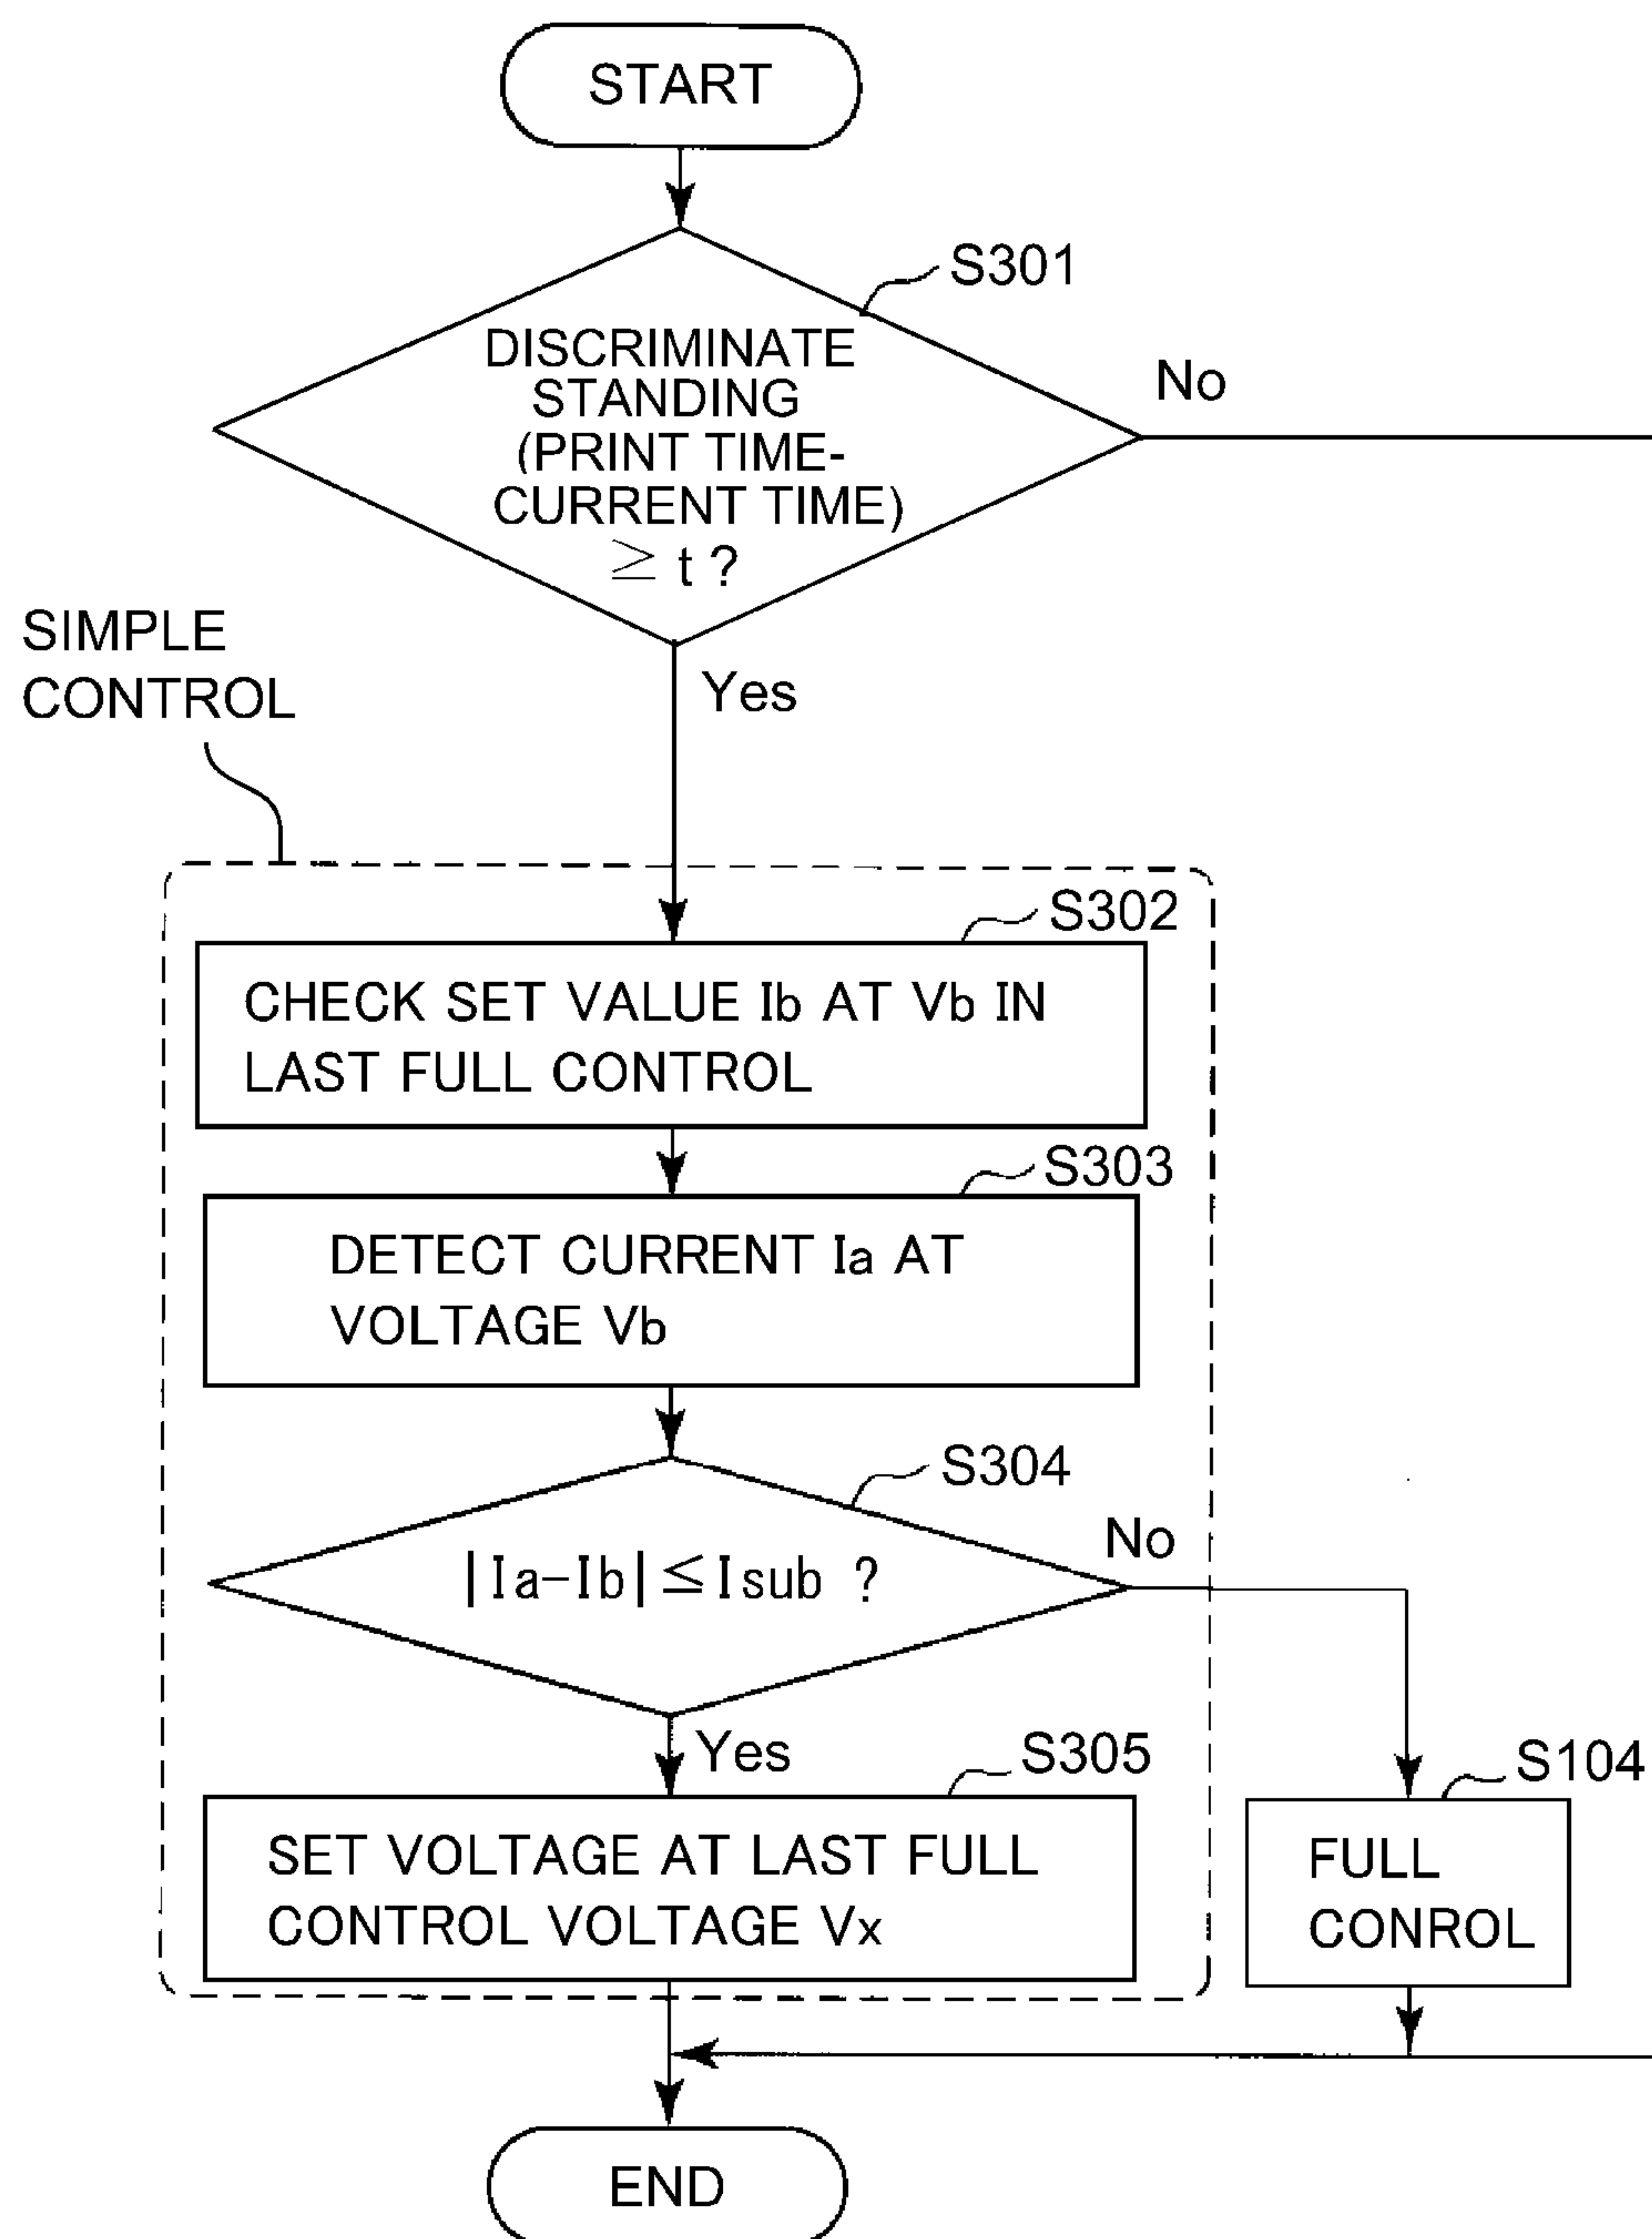 START
S301
DISCRIMINATE
STANDING
(PRINT TIME-
CURRENT TIME)
≥ t ?
No
Yes
SIMPLE
CONTROL
S302
CHECK SET VALUE Ib AT Vb IN
LAST FULL CONTROL
S303
DETECT CURRENT Ia AT
VOLTAGE Vb
S304
|Ia-Ib|≦Isub ?
No
Yes
S305
SET VOLTAGE AT LAST FULL
CONTROL VOLTAGE Vx
S104
FULL
CONROL
END